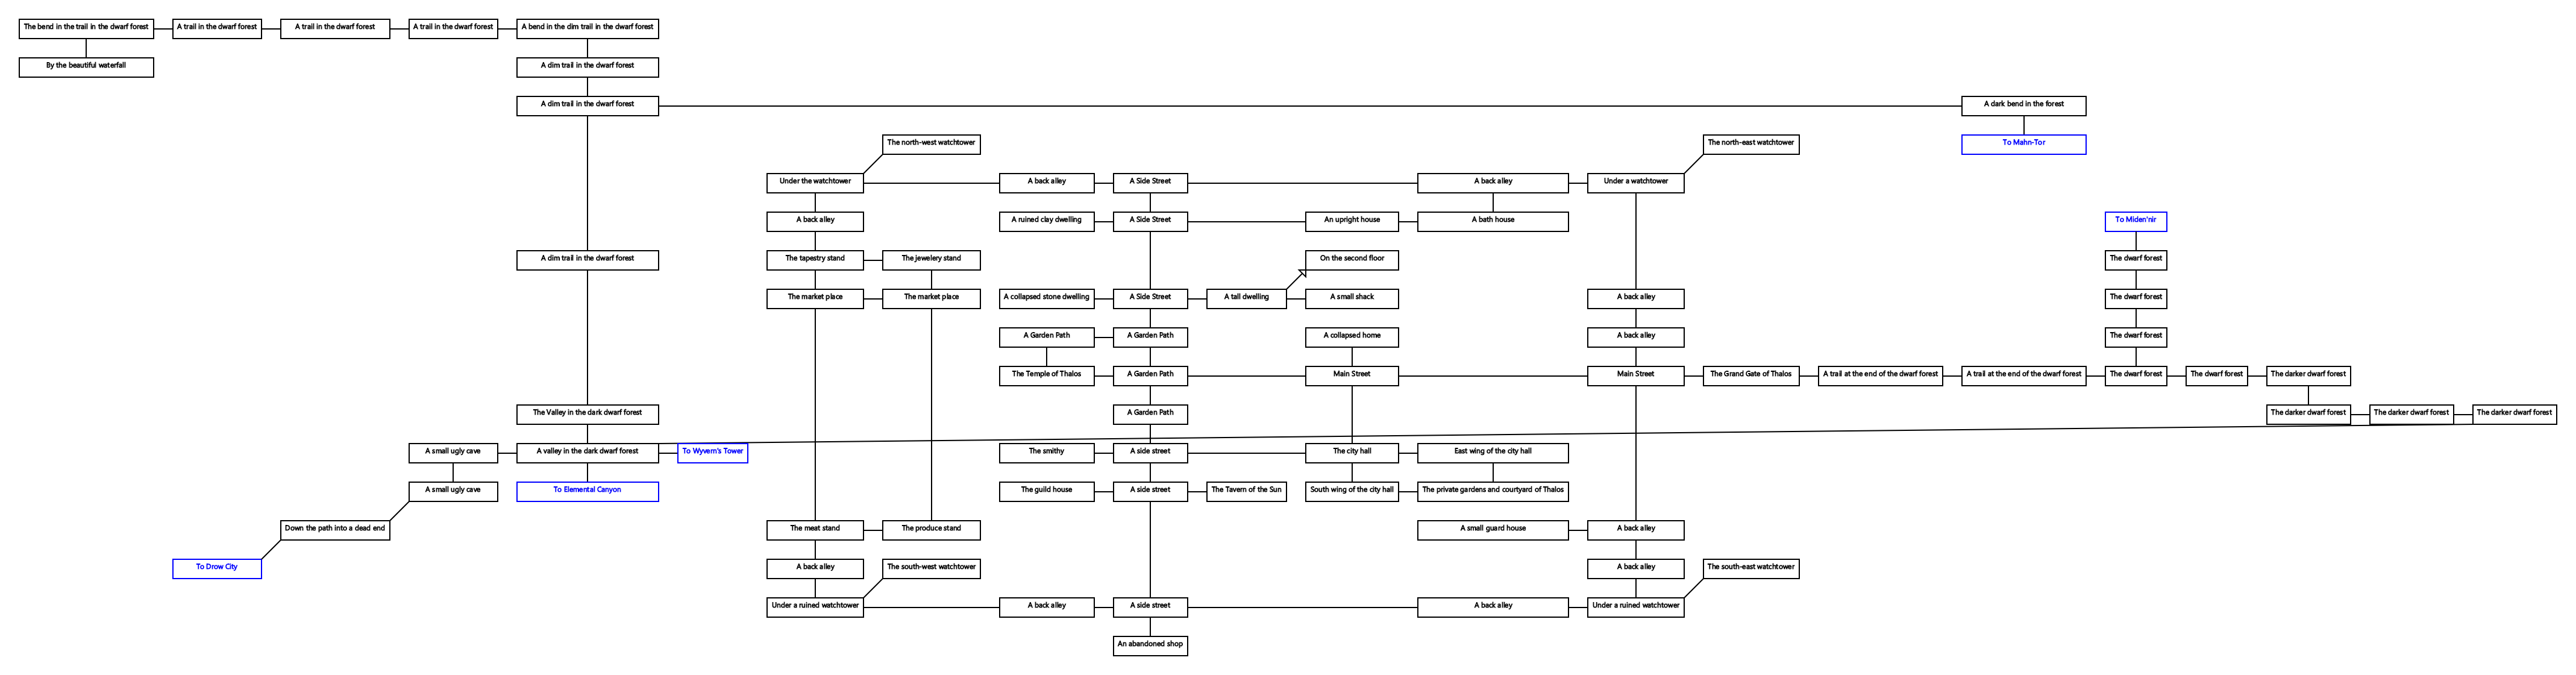 The bend in the trail in the dwarf forest
A trail in the dwarf forest
A trail in the dwarf forest
A trail in the dwarf forest
A bend in the dim trail in the dwarf forest
By the beautiful waterfall
A dim trail in the dwarf forest
A dim trail in the dwarf forest
A dark bend in the forest
The north-west watchtower
The north-east watchtower
To Mahn-Tor
Under the watchtower
A back alley
A Side Street
A back alley
Under a watchtower
A back alley
A ruined clay dwelling
A Side Street
An upright house
A bath house
To Miden'nir
A dim trail in the dwarf forest
The tapestry stand
The jewelery stand
On the second floor
The dwarf forest
The market place
The market place
A collapsed stone dwelling
A Side Street
A tall dwelling
A small shack
A back alley
The dwarf forest
A Garden Path
A Garden Path
A collapsed home
A back alley
The dwarf forest
The Temple of Thalos
A Garden Path
Main Street
Main Street
The Grand Gate of Thalos
A trail at the end of the dwarf forest
A trail at the end of the dwarf forest
The dwarf forest
The dwarf forest
The darker dwarf forest
The Valley in the dark dwarf forest
A Garden Path
The darker dwarf forest
The darker dwarf forest
The darker dwarf forest
A small ugly cave
A valley in the dark dwarf forest
To Wyvern's Tower
The smithy
A side street
The city hall
East wing of the city hall
A small ugly cave
To Elemental Canyon
The guild house
A side street
The Tavern of the Sun
South wing of the city hall
The private gardens and courtyard of Thalos
Down the path into a dead end
The meat stand
The produce stand
A small guard house
A back alley
To Drow City
A back alley
The south-west watchtower
A back alley
The south-east watchtower
Under a ruined watchtower
A back alley
A side street
A back alley
Under a ruined watchtower
An abandoned shop